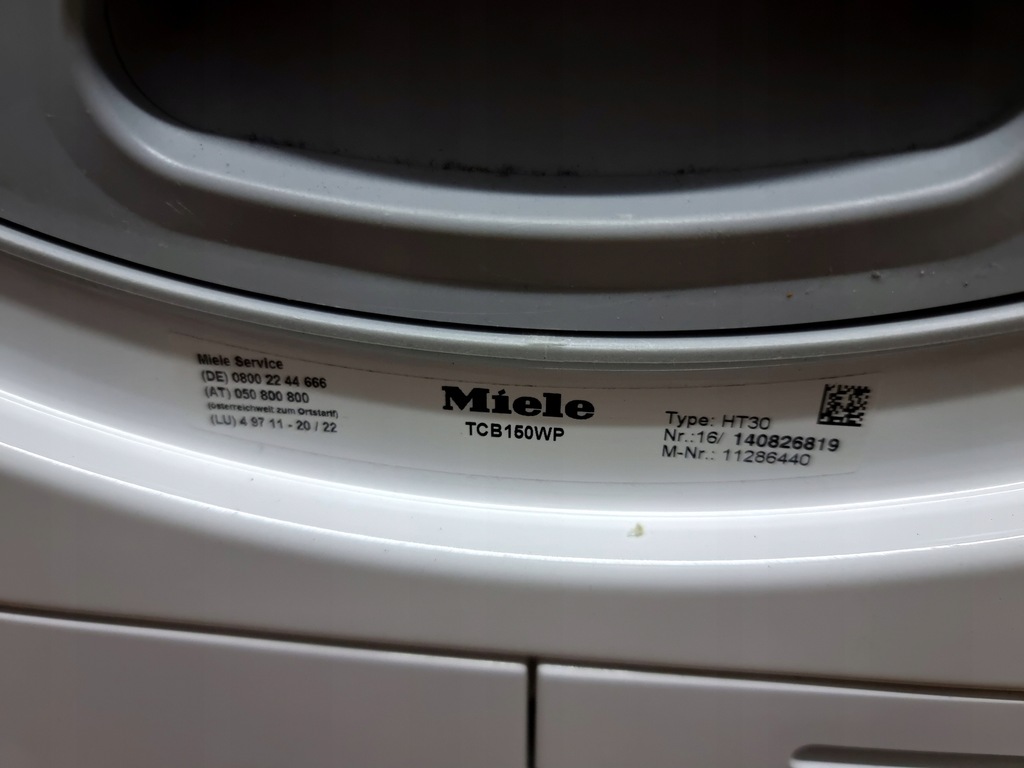 Miele Service
(DE) 0800 22 44 666
(AT) 050 800 800
(österreichweit zum Ortstarif)
(LU) 4 97 11 - 20 / 22
Miele
TCB150WP
Type: HT30
Nr.:16/ 140826819
M-Nr.: 11286440